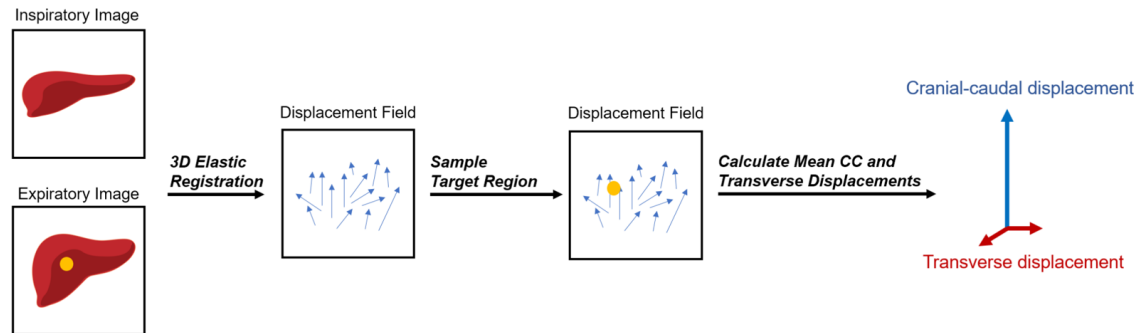 Inspiratory Image
Expiratory Image
3D Elastic
Registration
Displacement Field
Sample
Target Region
Displacement Field
Calculate Mean CC and
Transverse Displacements
Cranial-caudal displacement
Transverse displacement